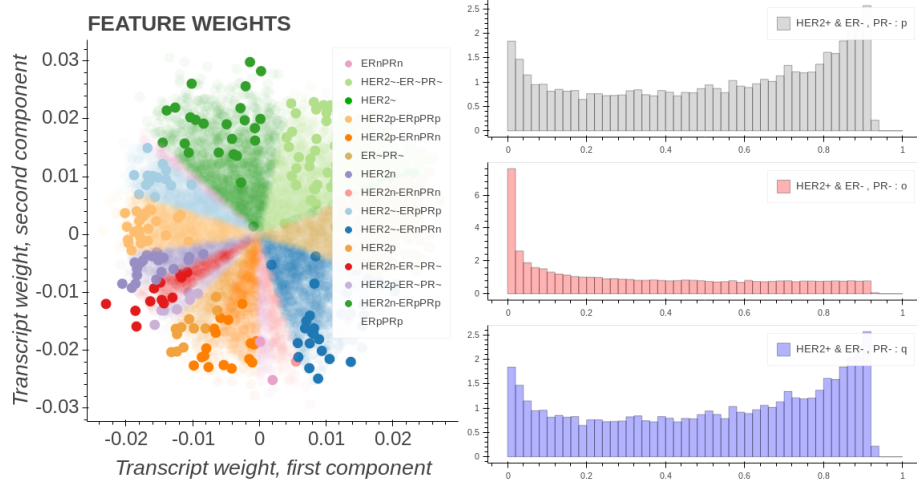 FEATURE WEIGHTS
Transcript weight, second component
0.03
0.02
0.01
0
-0.01
-0.02
-0.03
-0.02
-0.01
0
0.01
0.02
Transcript weight, first component
ERnPRn
HER2~-ER~PR~
HER2~
HER2p-ERpPRp
HER2p-ERnPRn
ER~PR~
HER2n
HER2n-ERnPRn
HER2~-ERpPRp
HER2~-ERnPRn
HER2p
HER2n-ER~PR~
HER2p-ER~PR~
HER2n-ERpPRp
ERpPRp
2.5
2
1.5
1
0.5
0
0
0.2
0.4
0.6
0.8
1
HER2+ & ER- , PR- : p
6
4
2
0
0
0.2
0.4
0.6
0.8
1
HER2+ & ER- , PR- : o
2.5
2
1.5
1
0.5
0
0
0.2
0.4
0.6
0.8
1
HER2+ & ER- , PR- : q